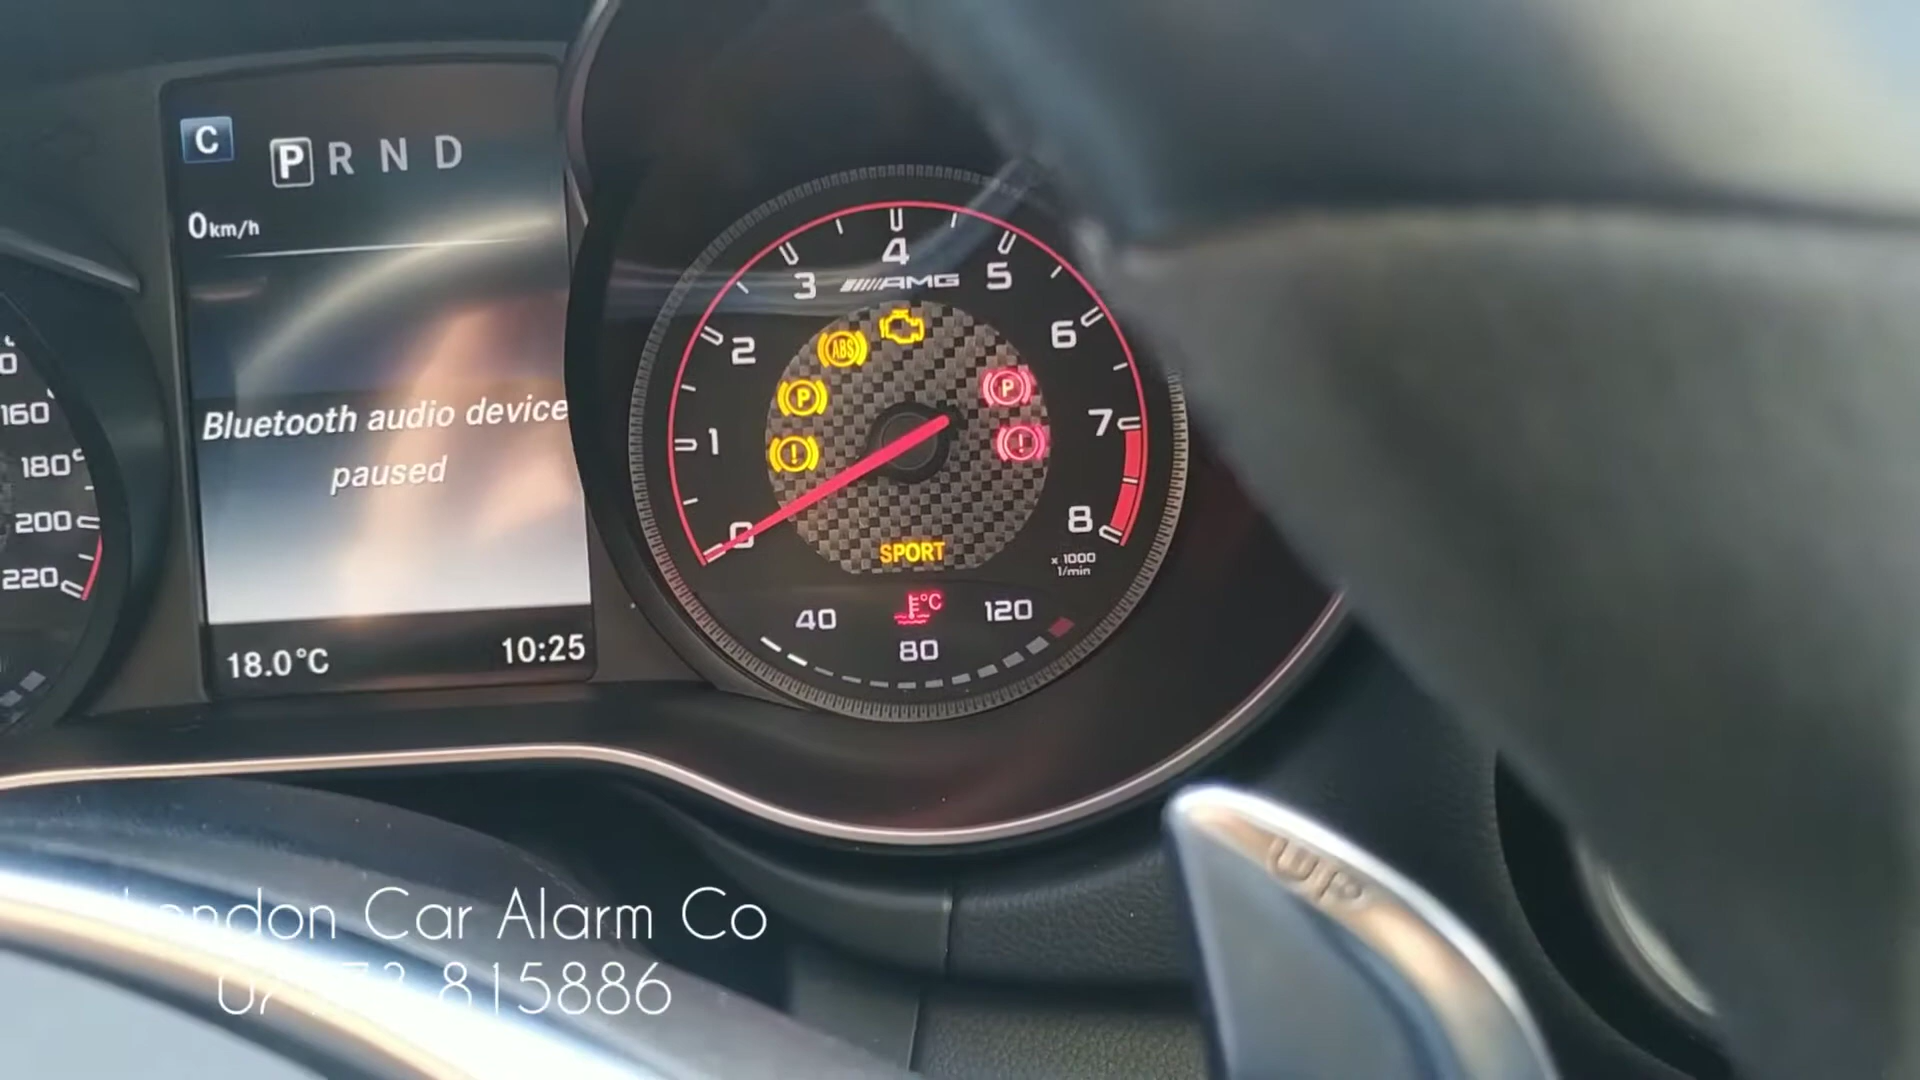 C
P R N D
0km/h
Bluetooth audio device
paused
18.0°C
10:25
160
180
200
220
0
1
2
3
4
5
6
7
8
AMG
ABS
P
!
P
!
SPORT
x 1000
1/min
°C
40
80
120
UP
London Car Alarm Co
815886